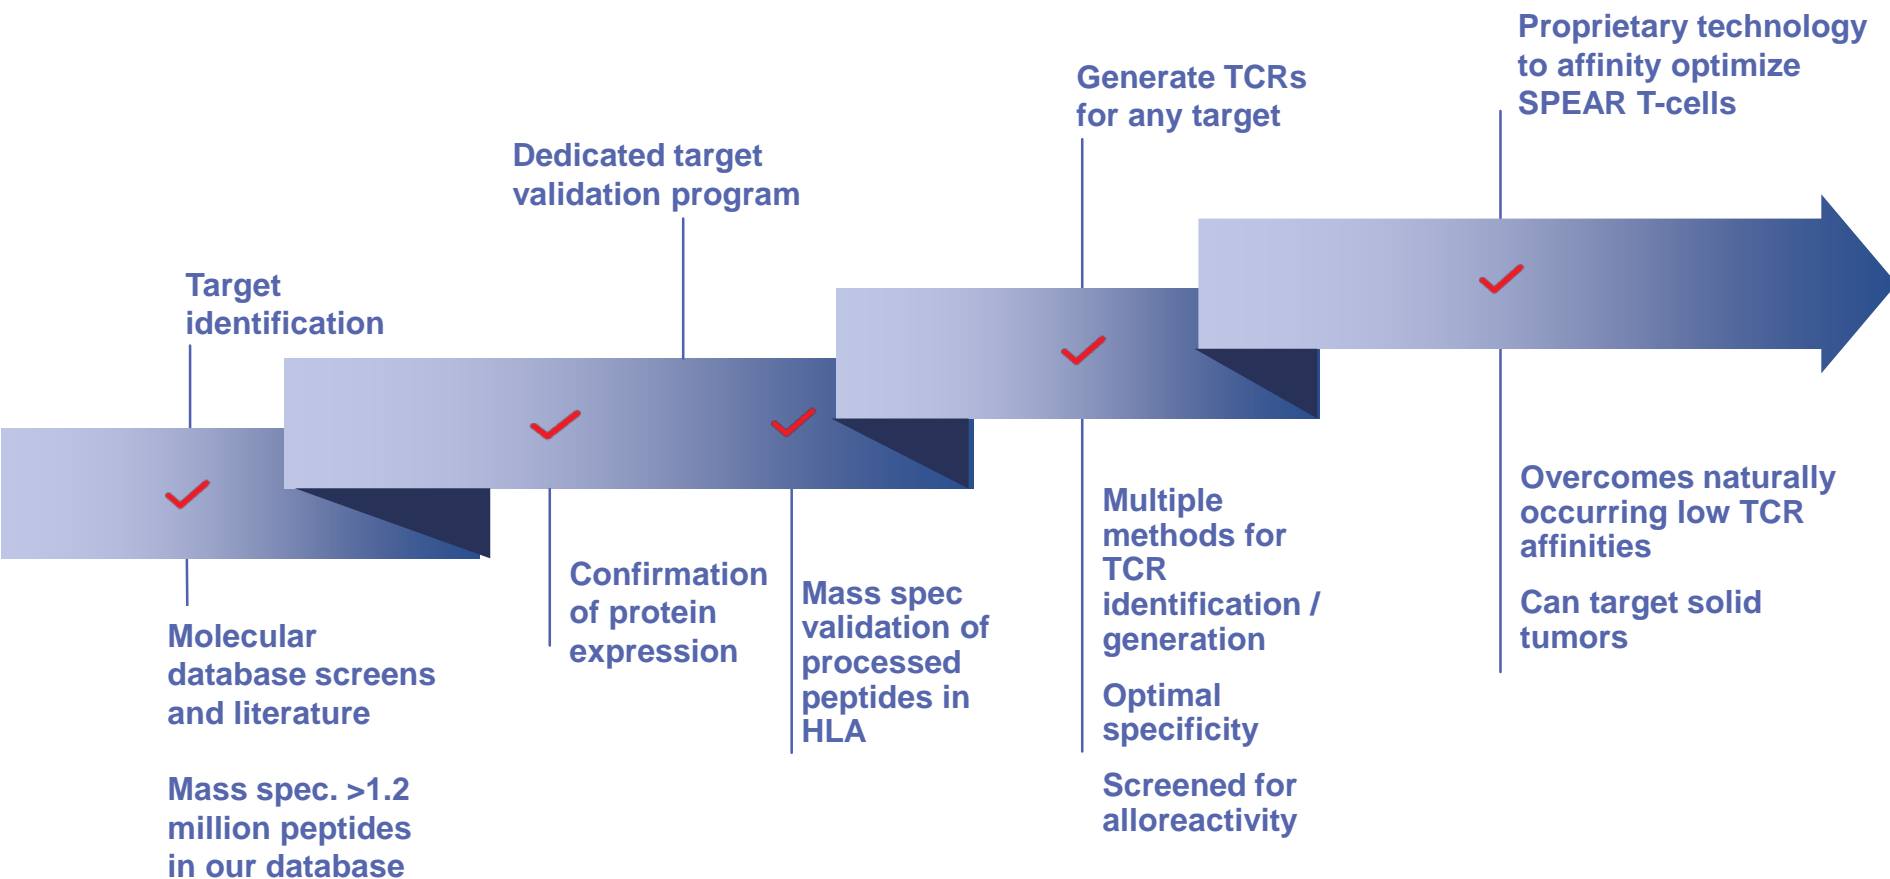 Target
identification
Molecular
database screens
and literature
Mass spec. >1.2
million peptides
in our database
Dedicated target
validation program
Confirmation
of protein
expression
Mass spec
validation of
processed
peptides in
HLA
Generate TCRs
for any target
Multiple
methods for
TCR
identification /
generation
Optimal
specificity
Screened for
alloreactivity
Proprietary technology
to affinity optimize
SPEAR T-cells
Overcomes naturally
occurring low TCR
affinities
Can target solid
tumors